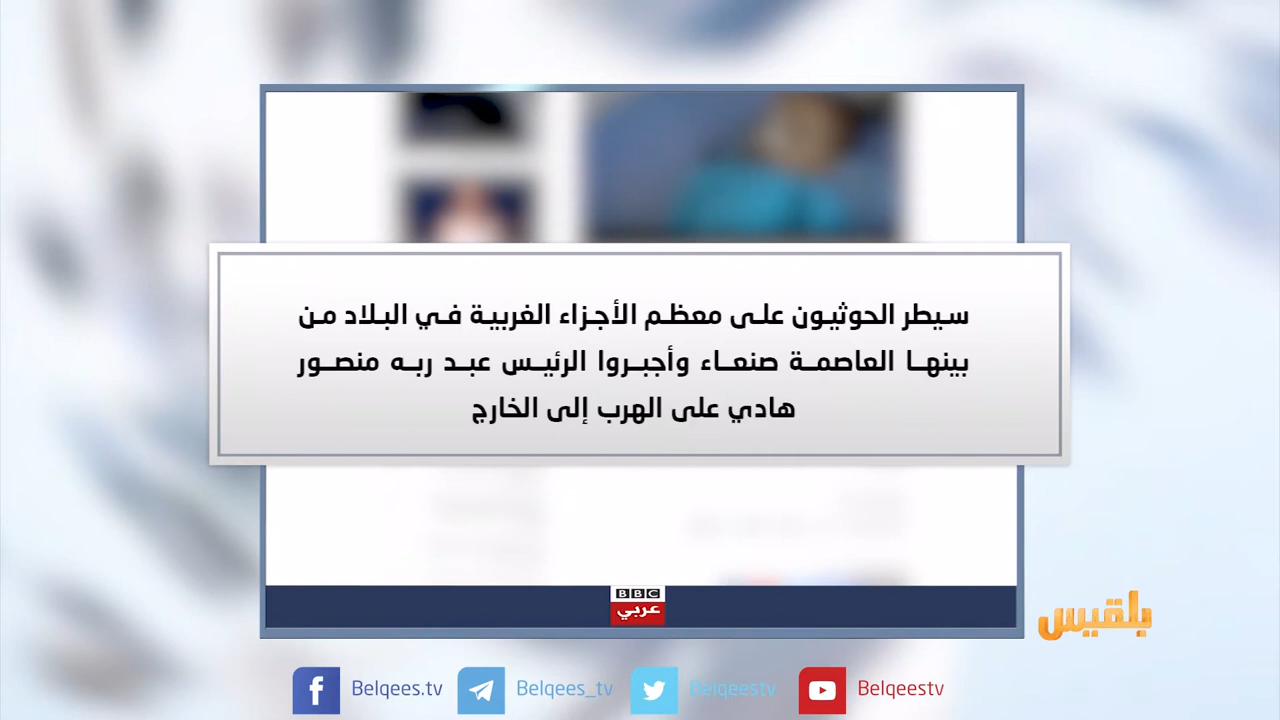 سيطر الحوثيون على معظم الأجزاء الغربية في البلاد من
بينها العاصمة صنعاء وأجبروا الرئيس عبد ربه منصور
هادي على الهرب إلى الخارج
BBC
عربي
بلقيس
Belqees.tv
Belqees_tv
Belqeestv
Belqeestv